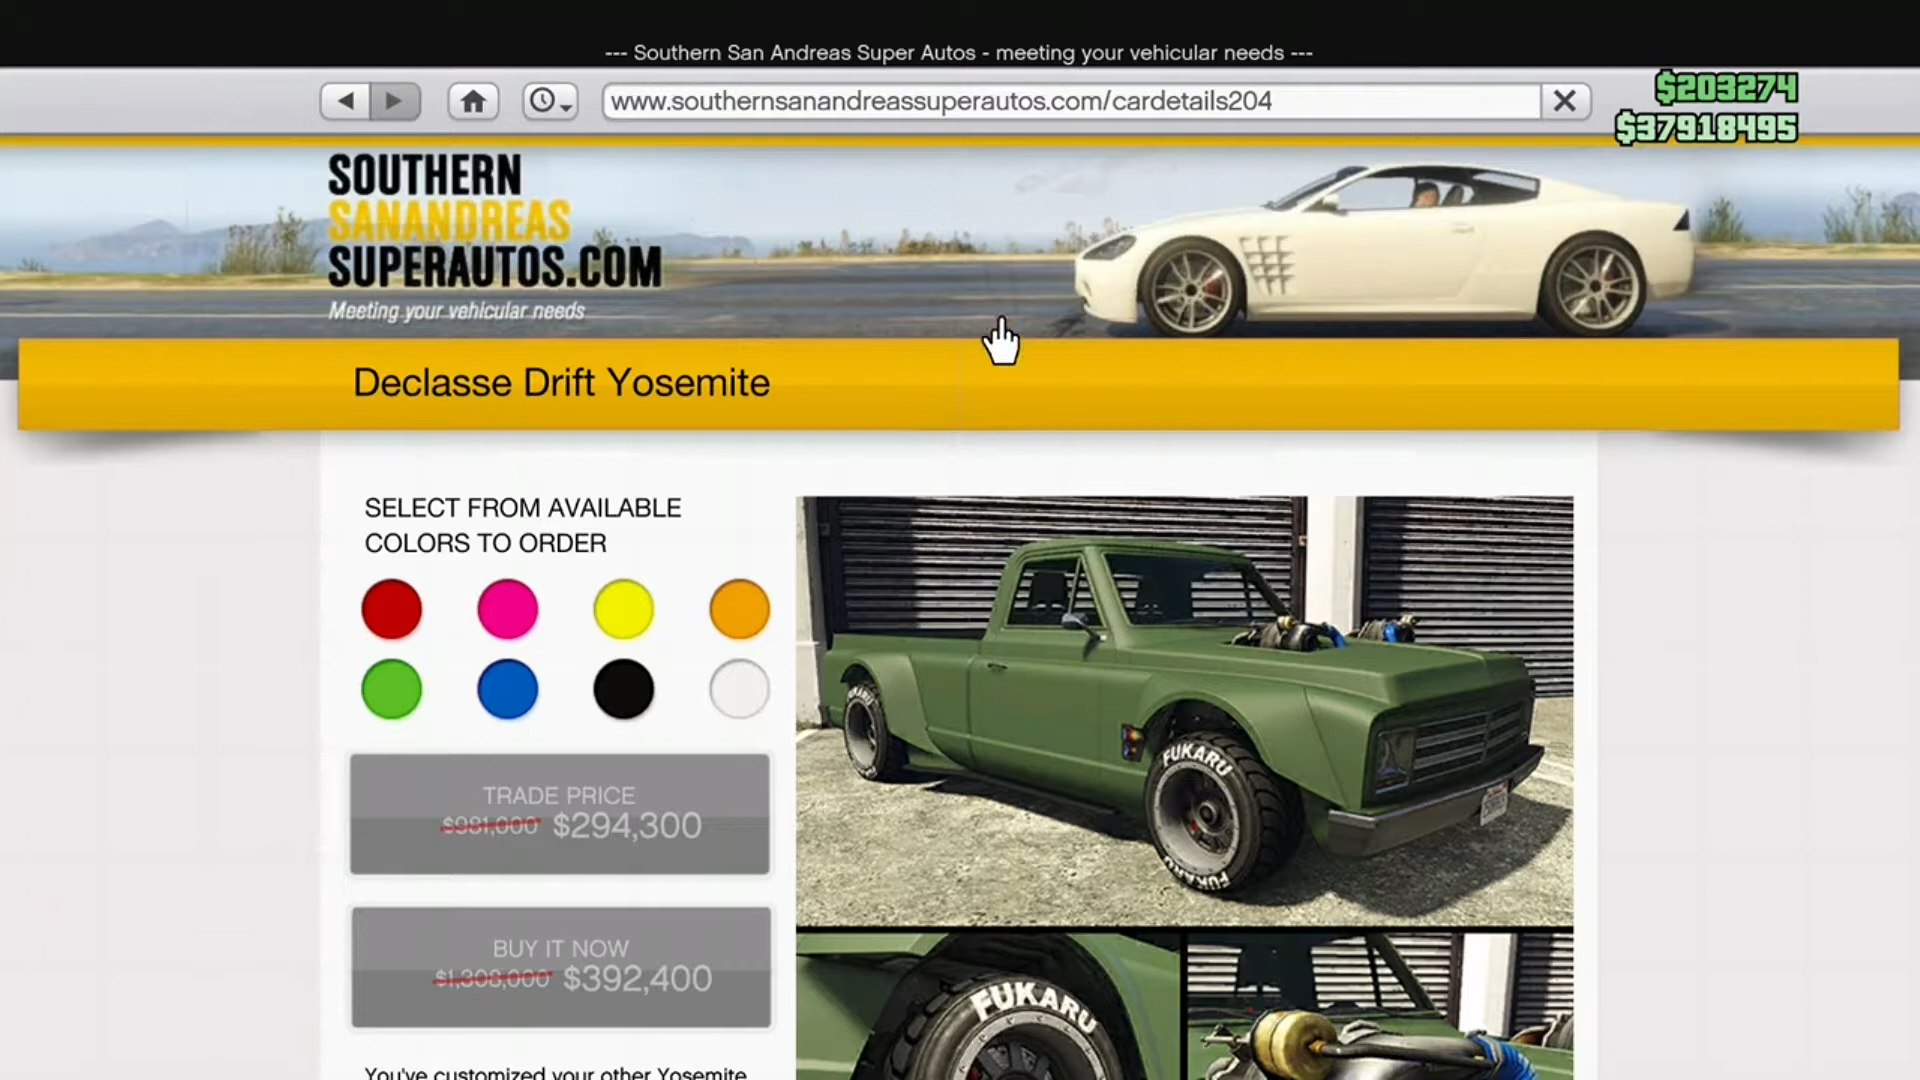 --- Southern San Andreas Super Autos - meeting your vehicular needs ---
www.southernsanandreassuperautos.com/cardetails204
$203274
$37918495
SOUTHERN
SANANDREAS
SUPERAUTOS.COM
Meeting your vehicular needs
Declasse Drift Yosemite
SELECT FROM AVAILABLE
COLORS TO ORDER
TRADE PRICE
$981,000 $294,300
BUY IT NOW
$1,308,000 $392,400
You've customized your other Yosemite
FUKARU
FUKARU
FUKARU
FUKARU